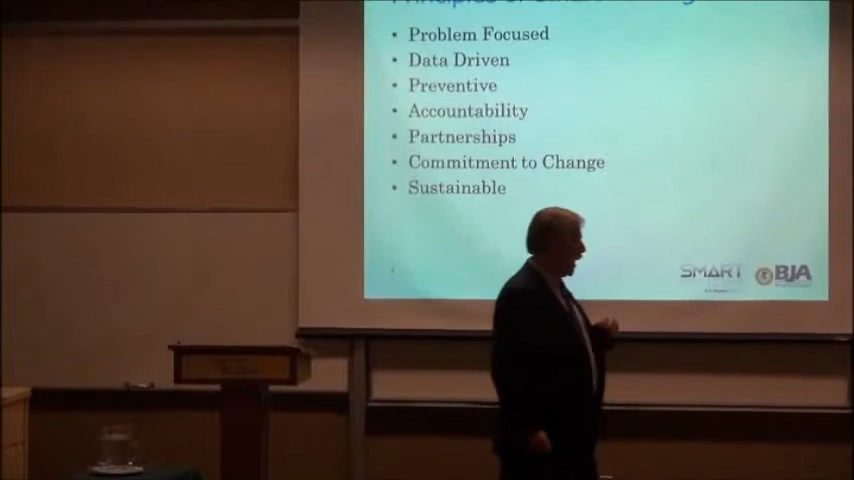 • Problem Focused
• Data Driven
• Preventive
• Accountability
• Partnerships
• Commitment to Change
• Sustainable
SMART
BJA